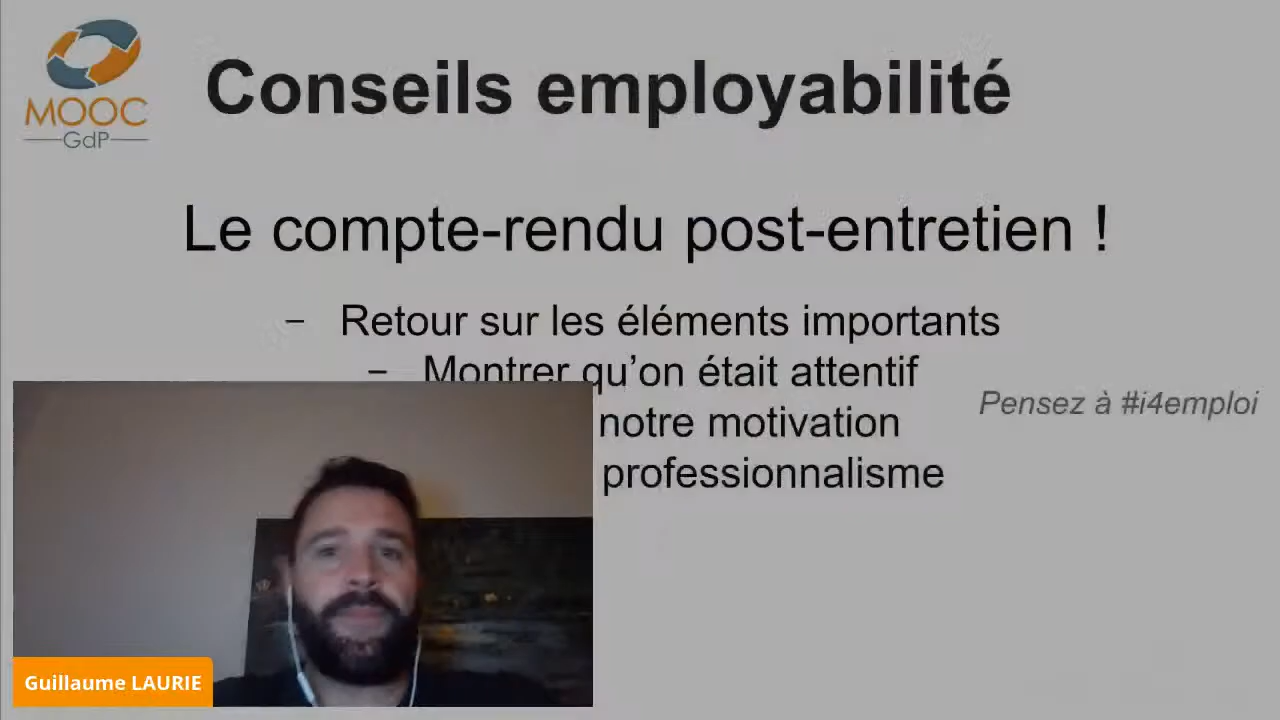 MOOC
GdP
Conseils employabilité
Le compte-rendu post-entretien !
– Retour sur les éléments importants
– Montrer qu’on était attentif
notre motivation
professionnalisme
Pensez à #i4emploi
Guillaume LAURIE